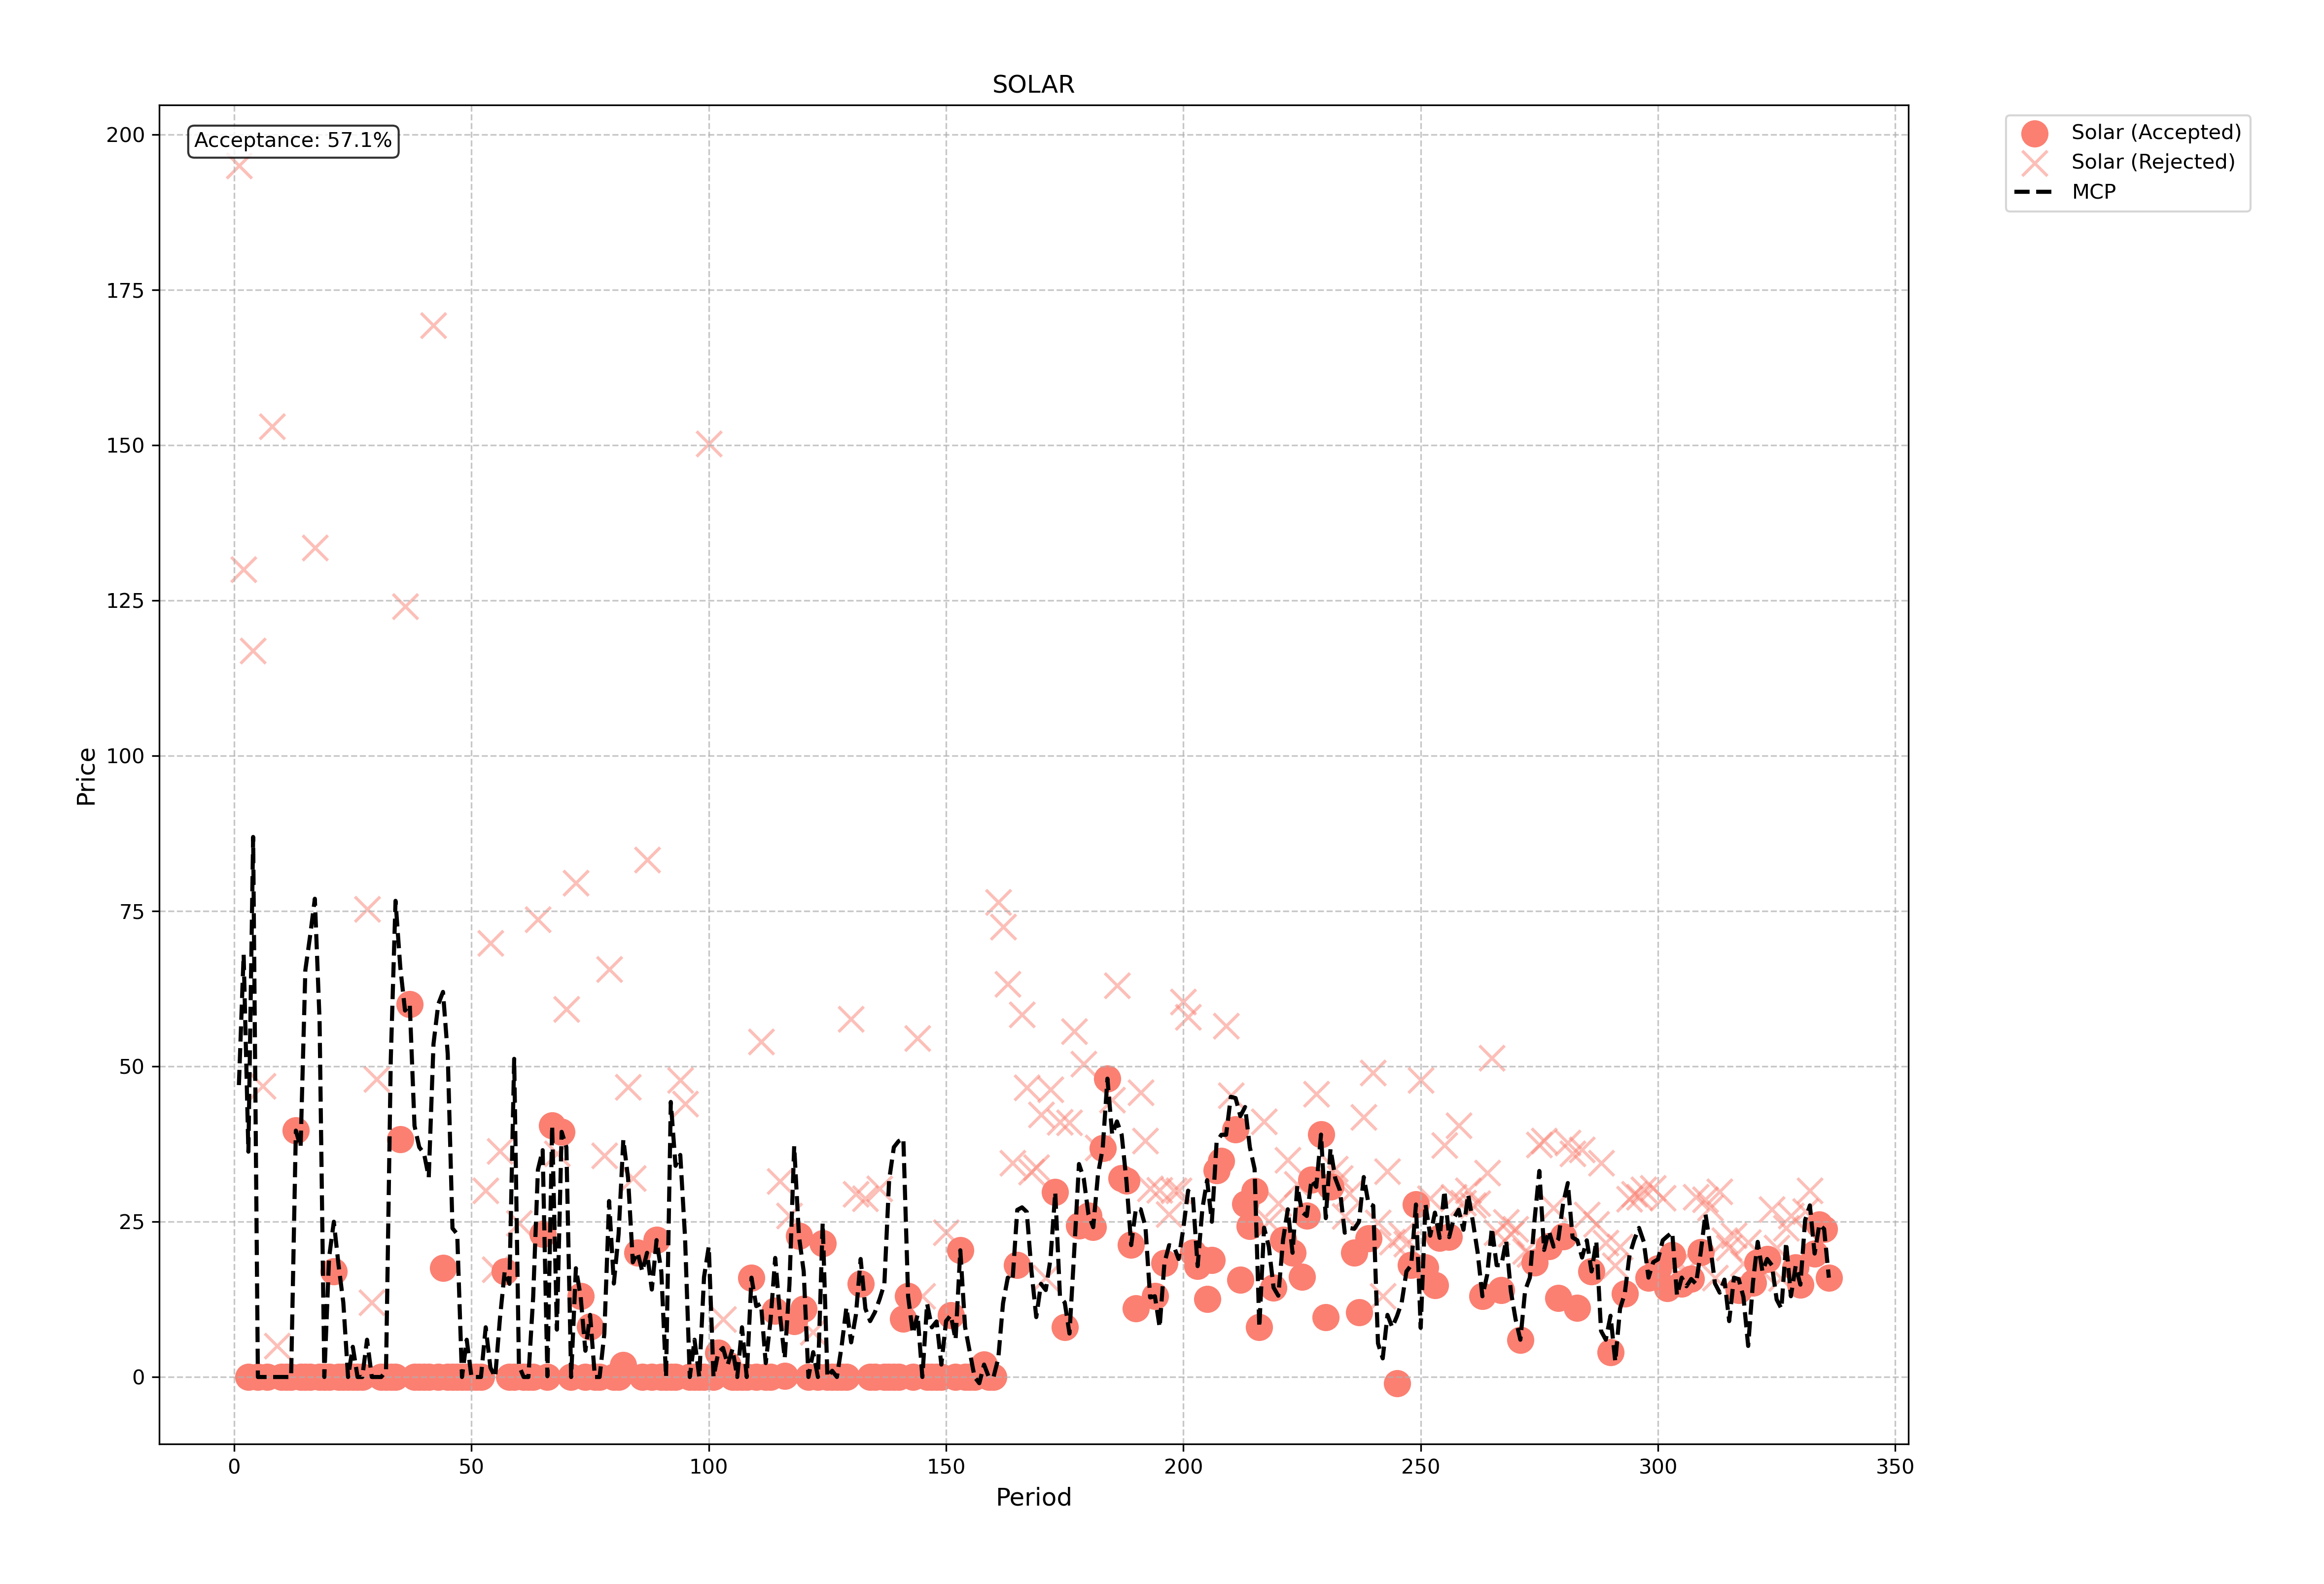 SOLAR
Acceptance: 57.1%
Solar (Accepted)
Solar (Rejected)
MCP
200
175
150
125
100
75
50
25
0
Price
0 50 100 150 200 250 300 350
Period